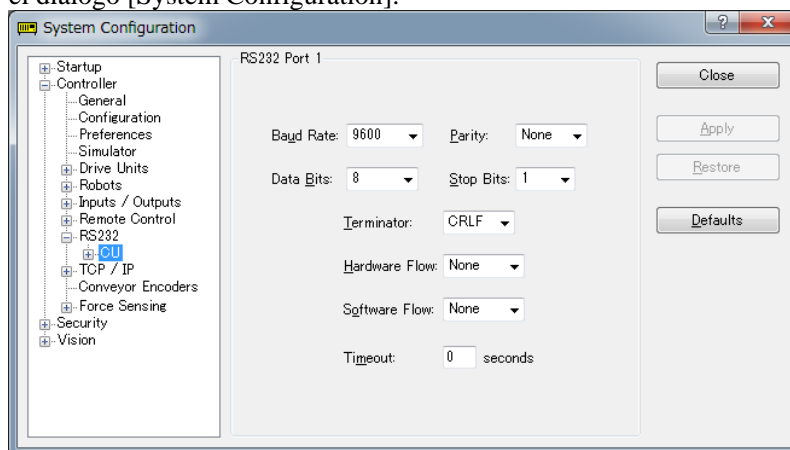 el diálogo [System Configuration].
System Configuration
Startup
Controller
General
Configuration
Preferences
Simulator
Drive Units
Robots
Inputs / Outputs
Remote Control
RS232
CU
TCP / IP
Conveyor Encoders
Force Sensing
Security
Vision
RS232 Port 1
Baud Rate: 9600 Parity: None
Data Bits: 8 Stop Bits: 1
Terminator: CRLF
Hardware Flow: None
Software Flow: None
Timeout: 0 seconds
Close
Apply
Restore
Defaults